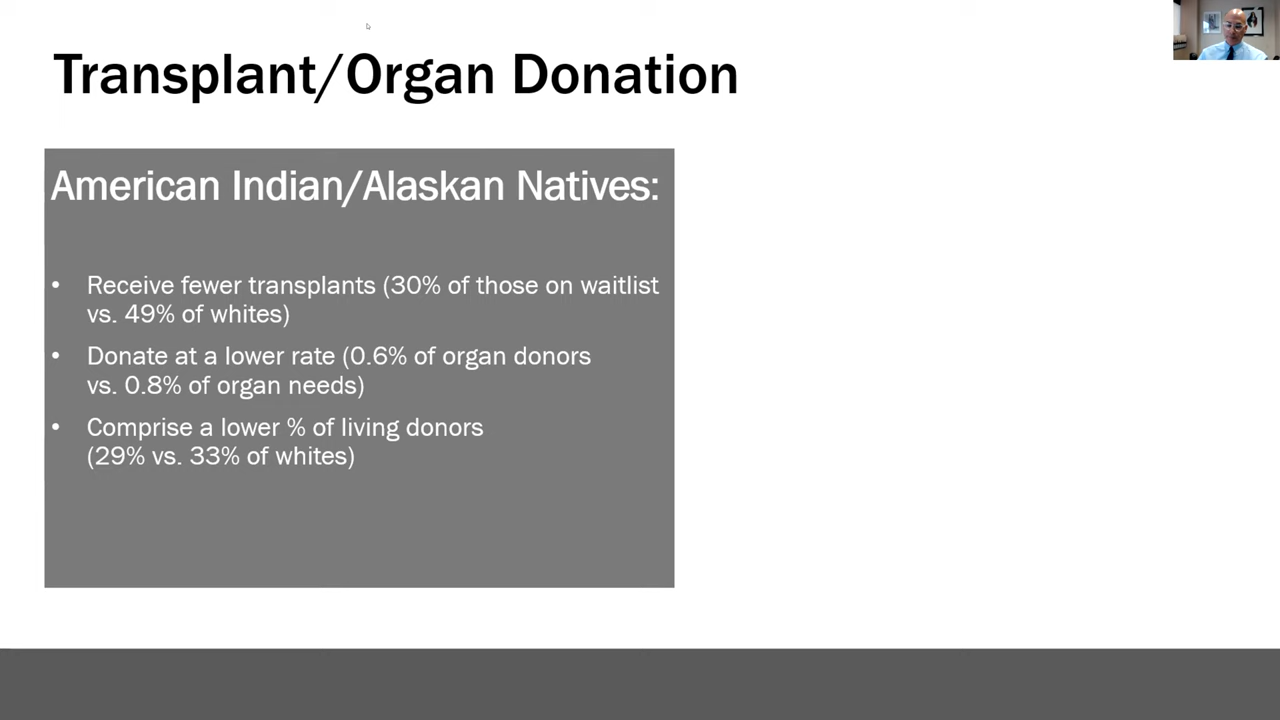 Transplant/Organ Donation
American Indian/Alaskan Natives:
• Receive fewer transplants (30% of those on waitlist
vs. 49% of whites)
• Donate at a lower rate (0.6% of organ donors
vs. 0.8% of organ needs)
• Comprise a lower % of living donors
(29% vs. 33% of whites)